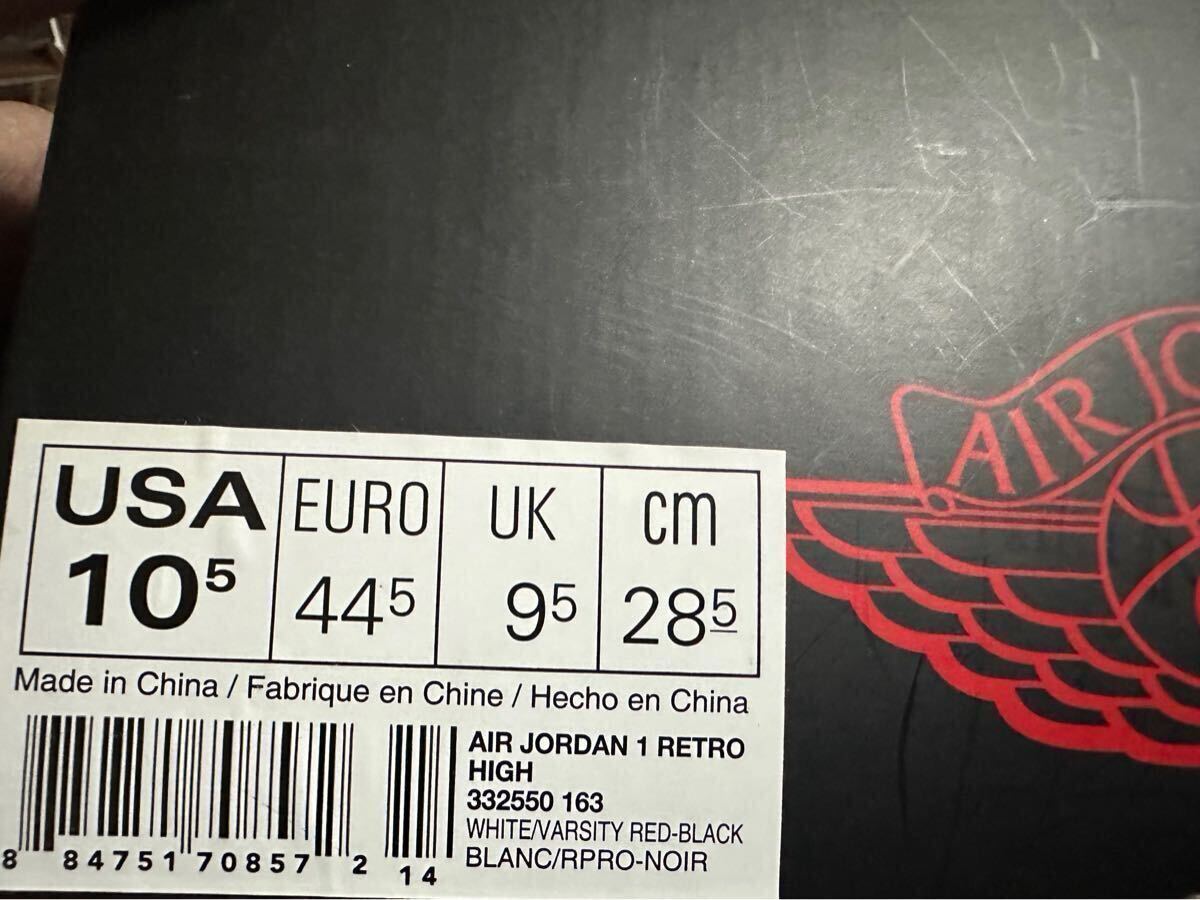 AIR JO
USA EURO UK cm
10⁵ 44⁵ 9⁵ 28⁵
Made in China / Fabrique en Chine / Hecho en China
AIR JORDAN 1 RETRO
HIGH
332550 163
WHITE/VARSITY RED-BLACK
BLANC/RPRO-NOIR
8 84751 70857 2 14